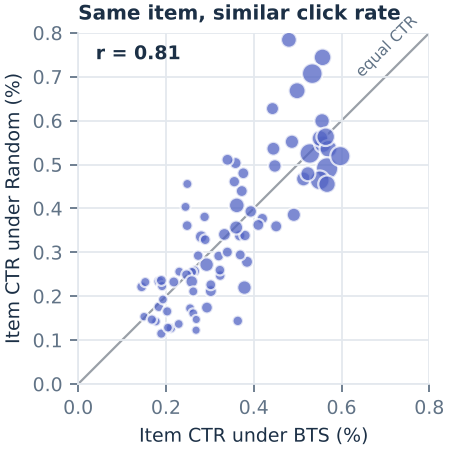 Same item, similar click rate
equal CTR
r = 0.81
0.8
0.7
0.6
0.5
0.4
0.3
0.2
0.1
0.0
Item CTR under Random (%)
0.0 0.2 0.4 0.6 0.8
Item CTR under BTS (%)